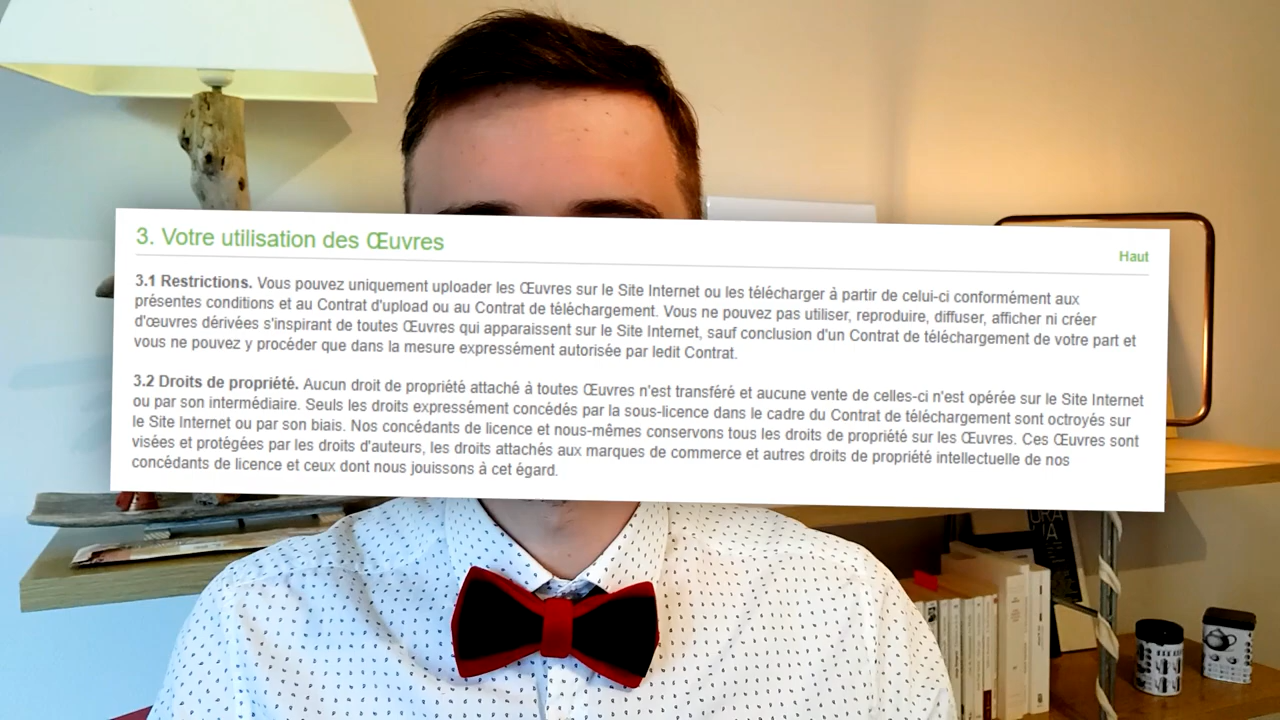 3. Votre utilisation des Œuvres
Haut
3.1 Restrictions. Vous pouvez uniquement uploader les Œuvres sur le Site Internet ou les télécharger à partir de celui-ci conformément aux
présentes conditions et au Contrat d'upload ou au Contrat de téléchargement. Vous ne pouvez pas utiliser, reproduire, diffuser, afficher ni créer
d'œuvres dérivées s'inspirant de toutes Œuvres qui apparaissent sur le Site Internet, sauf conclusion d'un Contrat de téléchargement de votre part et
vous ne pouvez y procéder que dans la mesure expressément autorisée par ledit Contrat.
3.2 Droits de propriété. Aucun droit de propriété attaché à toutes Œuvres n'est transféré et aucune vente de celles-ci n'est opérée sur le Site Internet
ou par son intermédiaire. Seuls les droits expressément concédés par la sous-licence dans le cadre du Contrat de téléchargement sont octroyés sur
le Site Internet ou par son biais. Nos concédants de licence et nous-mêmes conservons tous les droits de propriété sur les Œuvres. Ces Œuvres sont
visées et protégées par les droits d'auteurs, les droits attachés aux marques de commerce et autres droits de propriété intellectuelle de nos
concédants de licence et ceux dont nous jouissons à cet égard.